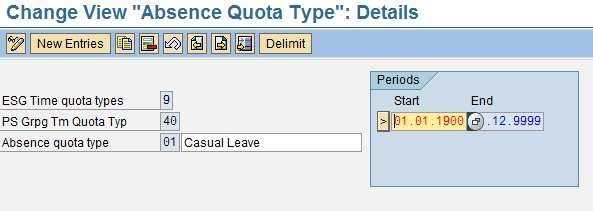 Change View "Absence Quota Type": Details
New Entries Delimit
Periods
Start End
ESG Time quota types 9
PS Grpg Tm Quota Typ 40
> 01.01.1900 .12.9999
Absence quota type 01 Casual Leave